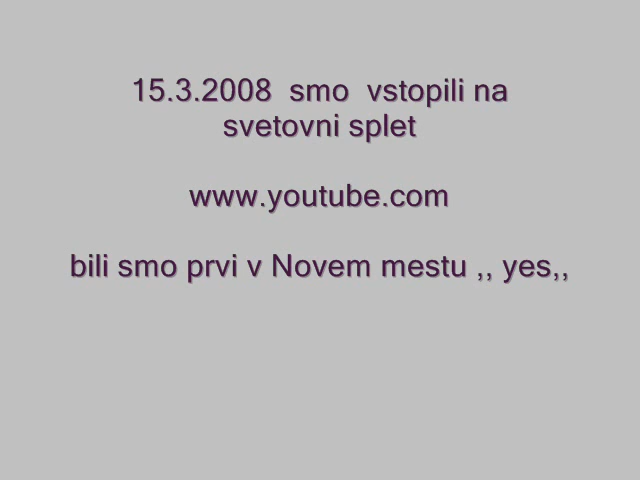 15.3.2008  smo  vstopili na
svetovni splet
www.youtube.com
bili smo prvi v Novem mestu ,, yes,,